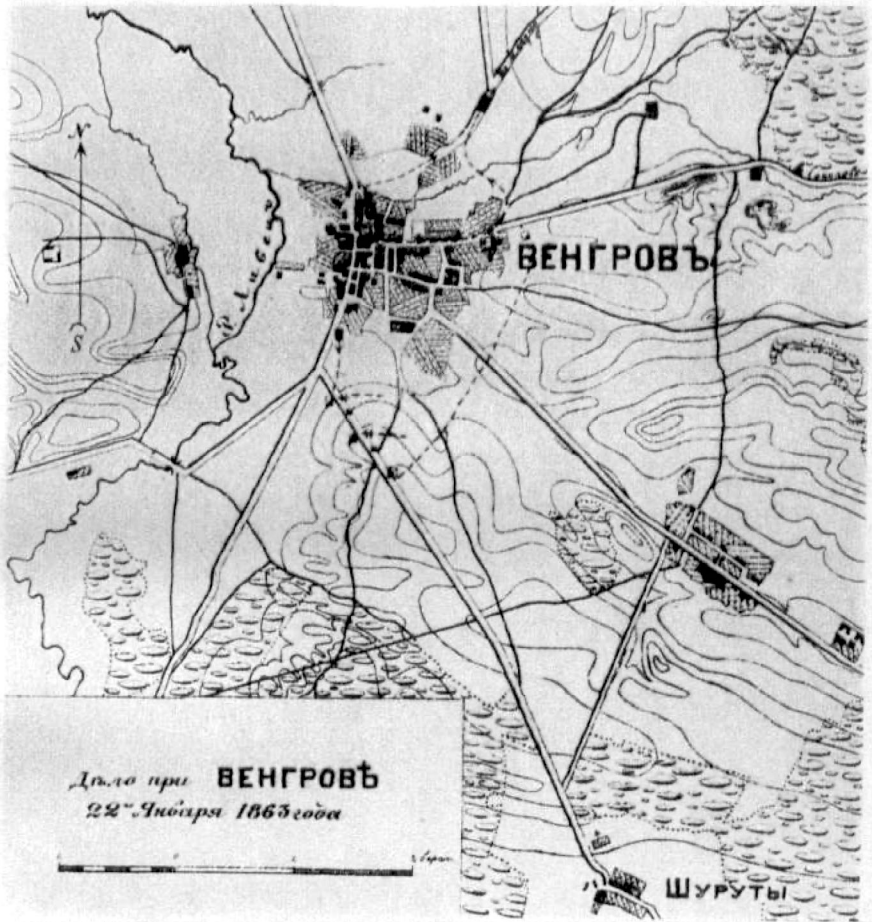 N
ВЕНГРОВЪ
Р. Ливецъ
S
Дѣло при ВЕНГРОВѢ
22го Января 1863 года
ШУРУТЫ